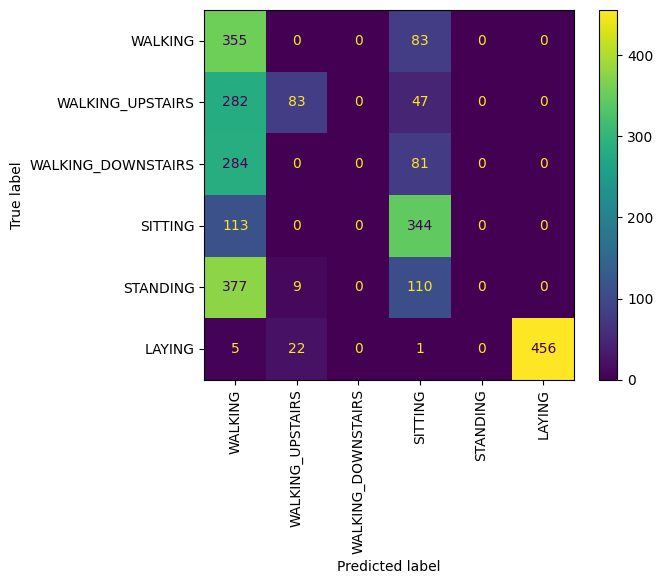 WALKING 355 0 0 83 0 0
WALKING_UPSTAIRS 282 83 0 47 0 0
WALKING_DOWNSTAIRS 284 0 0 81 0 0
SITTING 113 0 0 344 0 0
STANDING 377 9 0 110 0 0
LAYING 5 22 0 1 0 456
True label
WALKING
WALKING_UPSTAIRS
WALKING_DOWNSTAIRS
SITTING
STANDING
LAYING
Predicted label
400
300
200
100
0